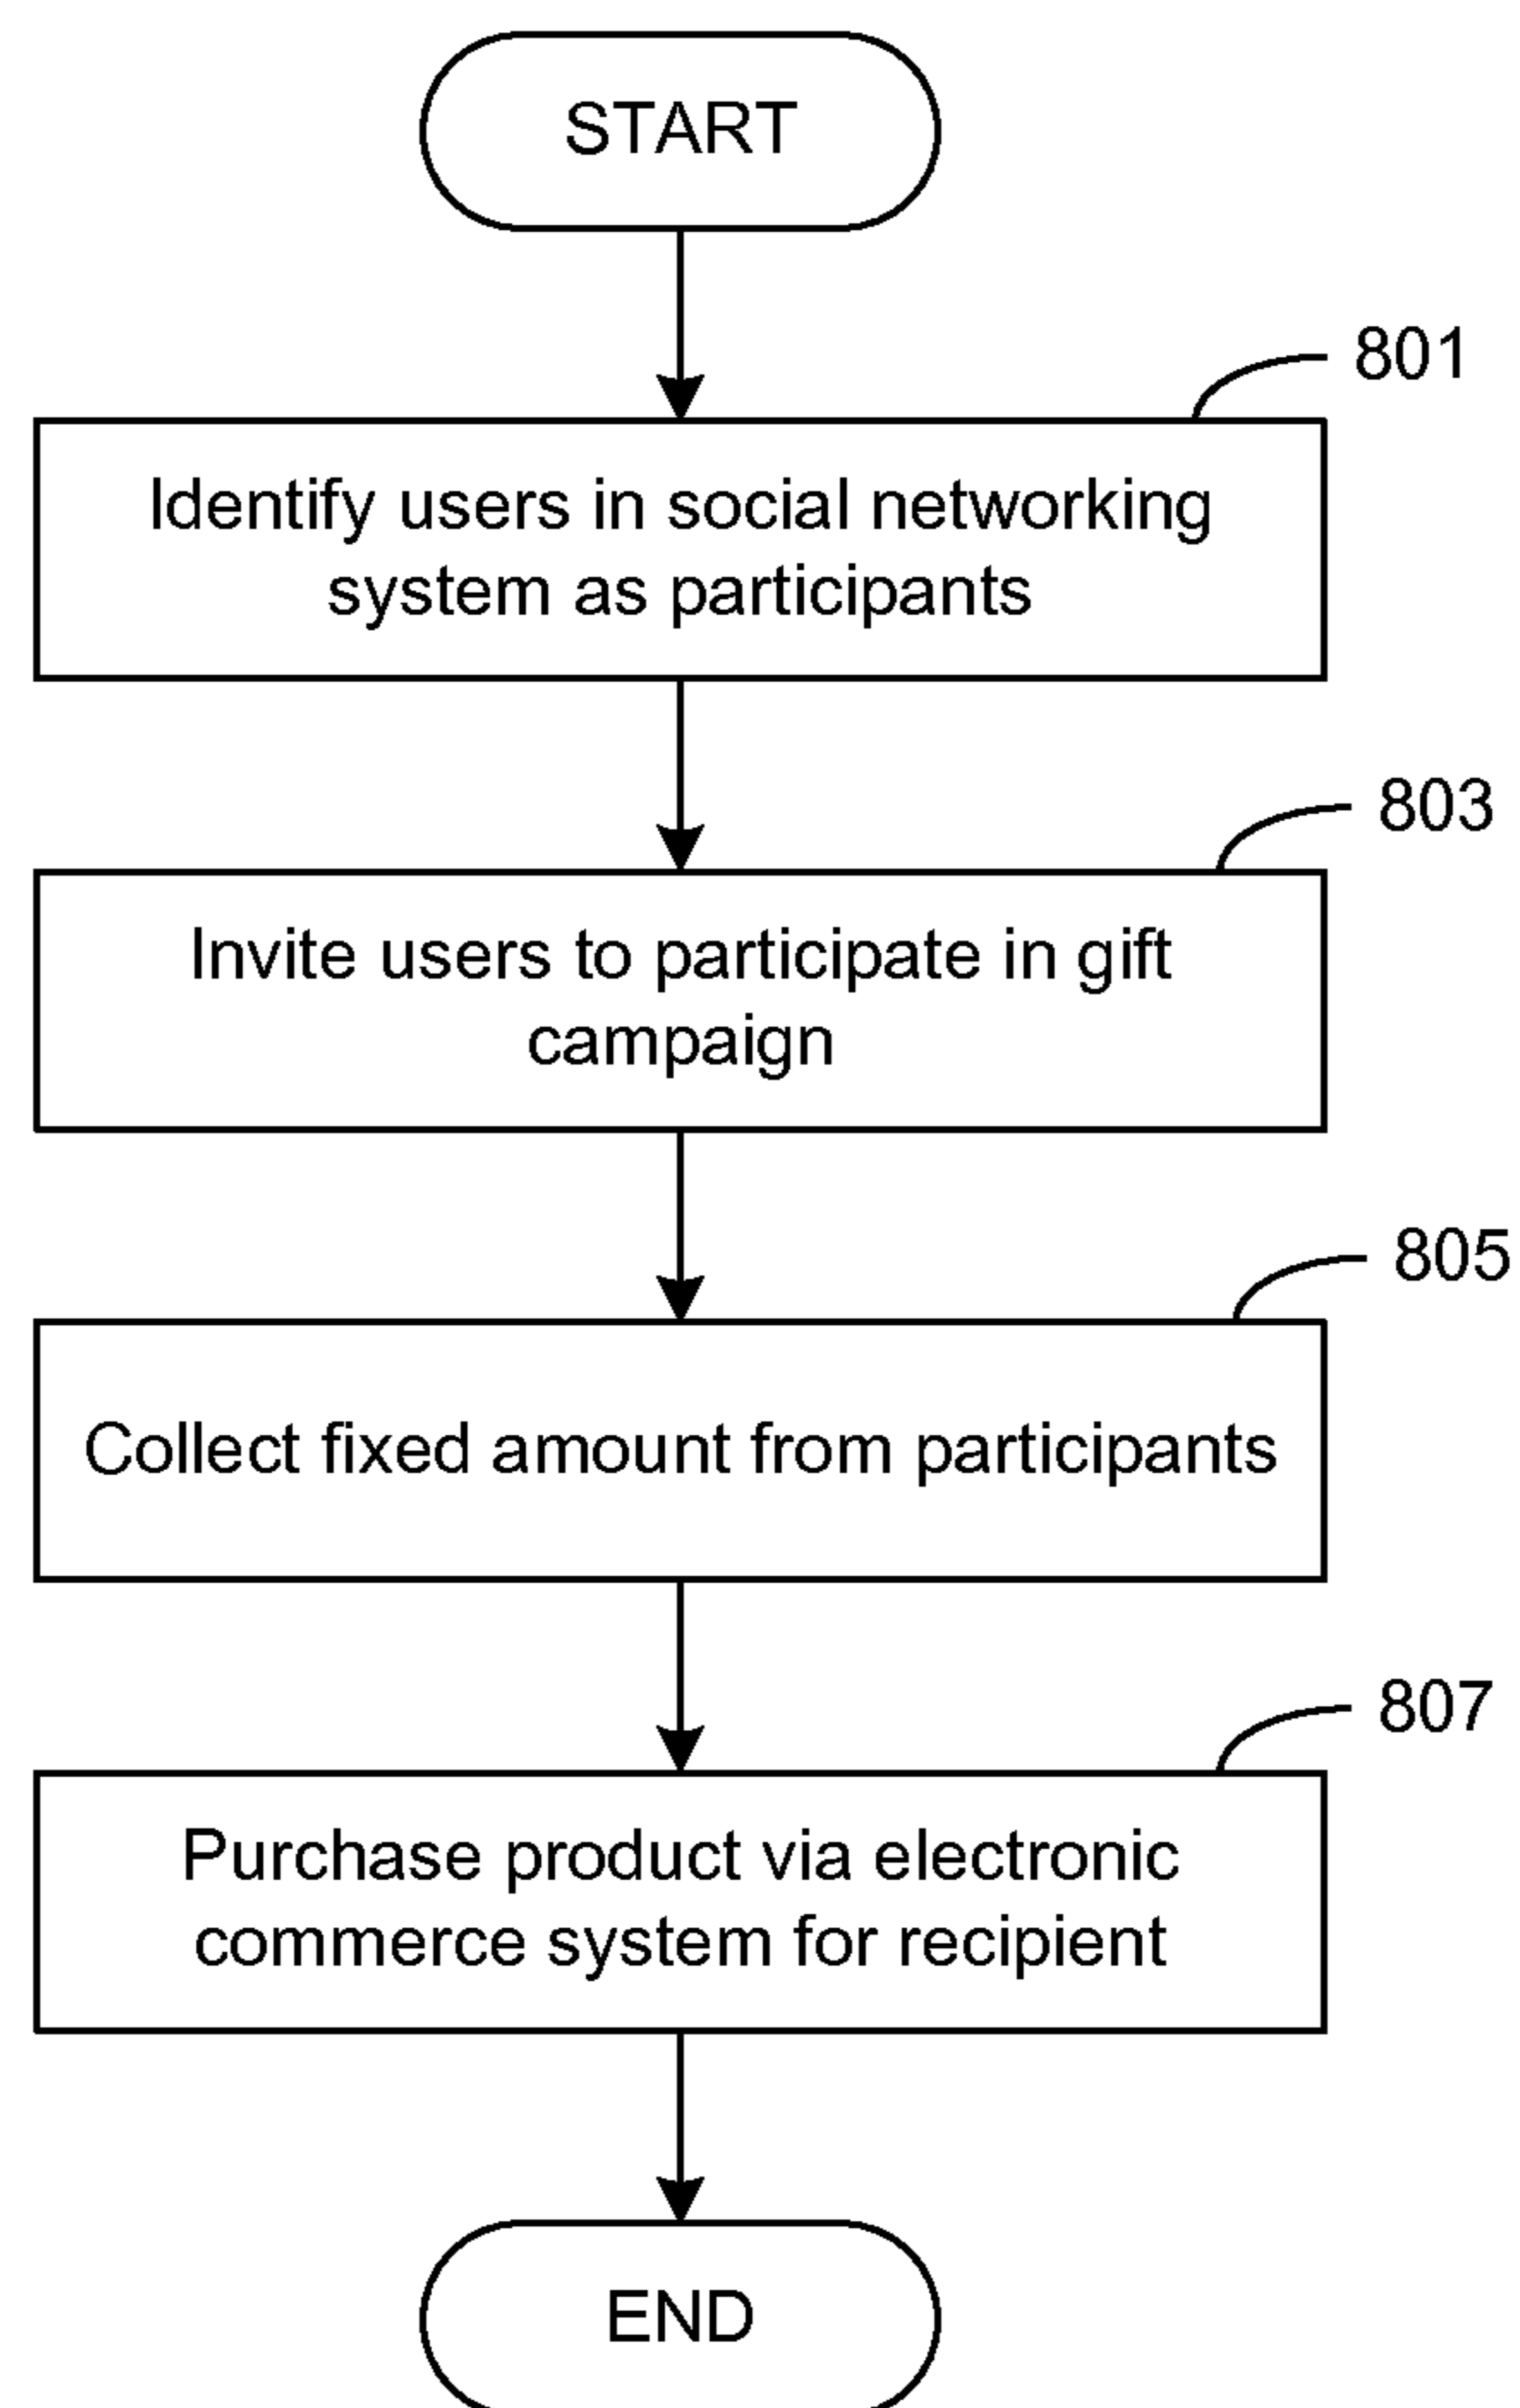 START
801
Identify users in social networking
system as participants
803
Invite users to participate in gift
campaign
805
Collect fixed amount from participants
807
Purchase product via electronic
commerce system for recipient
END